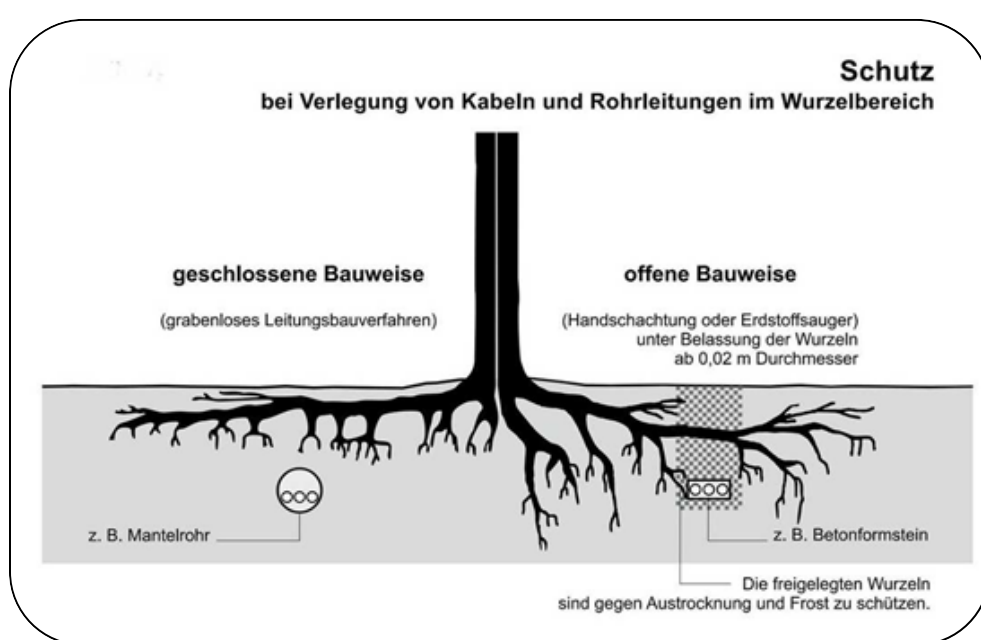 Schutz
bei Verlegung von Kabeln und Rohrleitungen im Wurzelbereich
geschlossene Bauweise
(grabenloses Leitungsbauverfahren)
offene Bauweise
(Handschachtung oder Erdstoffsauger)
unter Belassung der Wurzeln
ab 0,02 m Durchmesser
z. B. Mantelrohr
z. B. Betonformstein
Die freigelegten Wurzeln
sind gegen Austrocknung und Frost zu schützen.